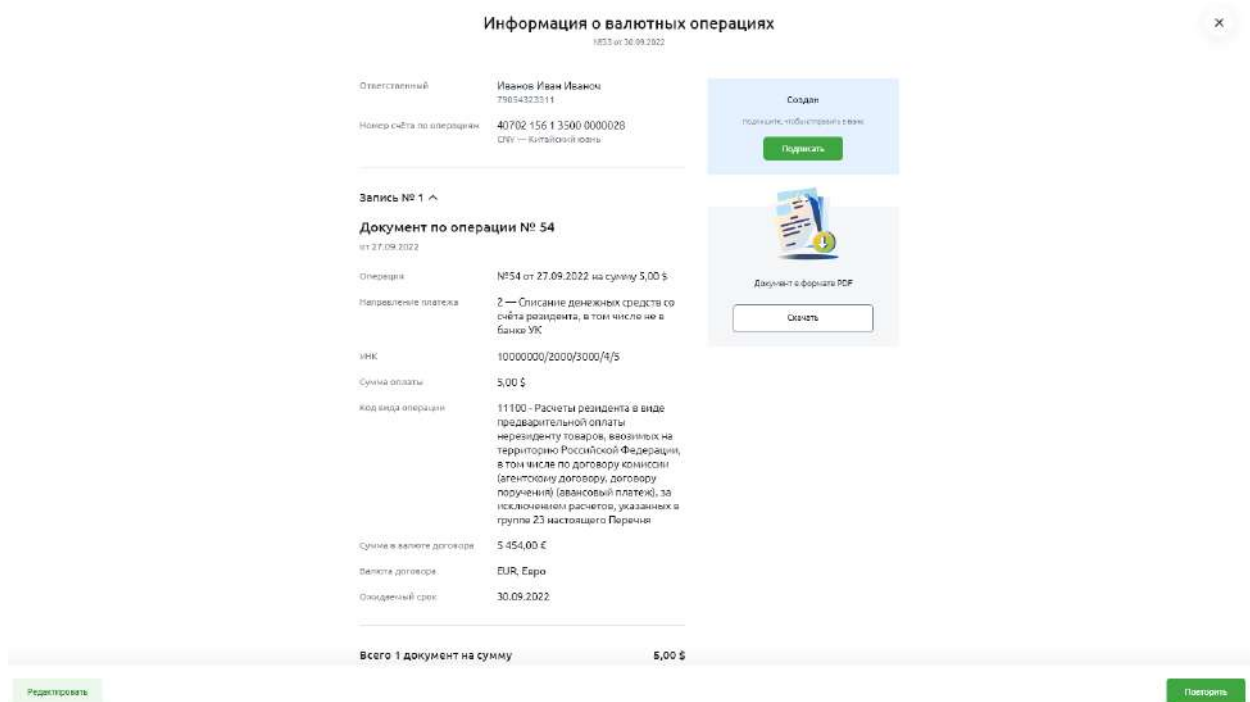 Информация о валютных операциях
№33 от 30.09.2022
Ответственный
Иванов Иван Иваноч
79854323311
Номер счёта по операциям
40702 156 1 3500 0000028
CNY — Китайский юань
Создан
Подпишите, чтобы отправить в банк
Подписать
Запись № 1
Документ по операции № 54
от 27.09.2022
Операция
№54 от 27.09.2022 на сумму 5,00 $
Направление платежа
2 — Списание денежных средств со
счёта резидента, в том числе не в
банке УК
Документ в формате PDF
Скачать
УНК
10000000/2000/3000/4/5
Сумма оплаты
5,00 $
Код вида операции
11100 - Расчеты резидента в виде
предварительной оплаты
нерезиденту товаров, ввозимых на
территорию Российской Федерации,
в том числе по договору комиссии
(агентскому договору, договору
поручения) (авансовый платеж), за
исключением расчетов, указанных в
группе 23 настоящего Перечня
Сумма в валюте договора
5 454,00 €
Валюта договора
EUR, Евро
Ожидаемый срок
30.09.2022
Всего 1 документ на сумму
5,00 $
Редактировать
Повторить